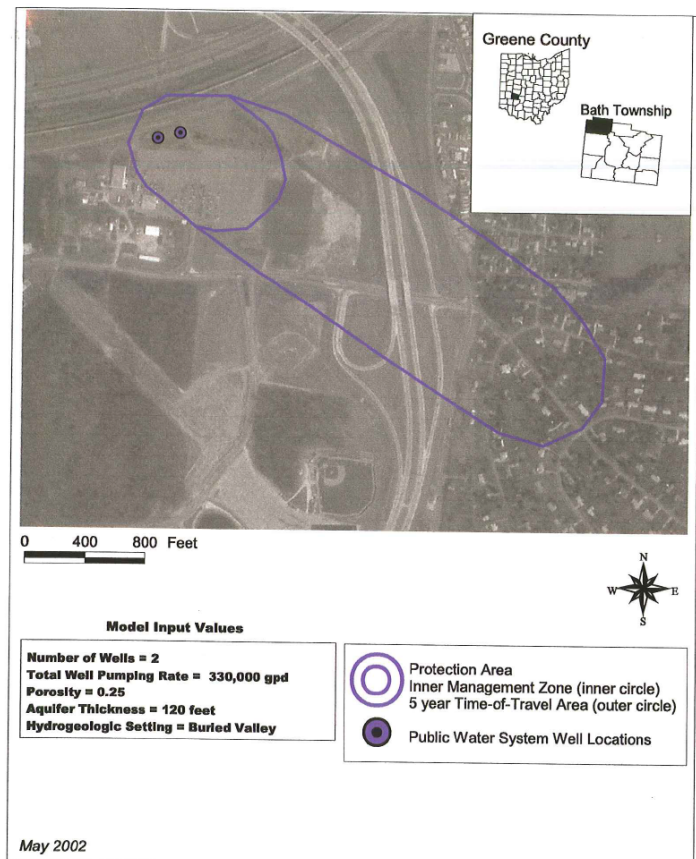 Greene County
Bath Township
0 400 800 Feet
N
W E
S
Model Input Values
Number of Wells = 2
Total Well Pumping Rate = 330,000 gpd
Porosity = 0.25
Aquifer Thickness = 120 feet
Hydrogeologic Setting = Buried Valley
Protection Area
Inner Management Zone (inner circle)
5 year Time-of-Travel Area (outer circle)
Public Water System Well Locations
May 2002